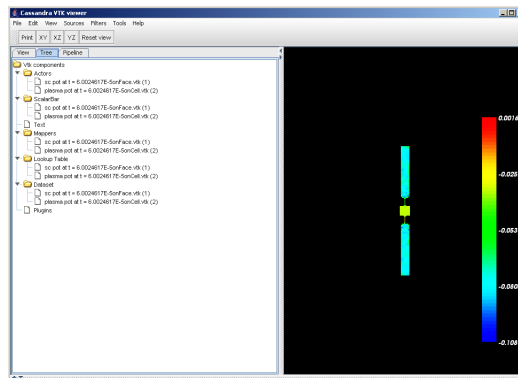 Cassandra VTK viewer
File Edit View Sources Filters Tools Help
Print XY XZ YZ Reset view
View Tree Pipeline
Vtk components
Actors
sc pot at t = 6.0024617E-5onFace.vtk (1)
plasma pot at t = 6.0024617E-5onCell.vtk (2)
ScalarBar
sc pot at t = 6.0024617E-5onFace.vtk (1)
plasma pot at t = 6.0024617E-5onCell.vtk (2)
Text
Mappers
sc pot at t = 6.0024617E-5onFace.vtk (1)
plasma pot at t = 6.0024617E-5onCell.vtk (2)
Lookup Table
sc pot at t = 6.0024617E-5onFace.vtk (1)
plasma pot at t = 6.0024617E-5onCell.vtk (2)
Dataset
sc pot at t = 6.0024617E-5onFace.vtk (1)
plasma pot at t = 6.0024617E-5onCell.vtk (2)
Plugins
0.0016
-0.026
-0.053
-0.080
-0.108